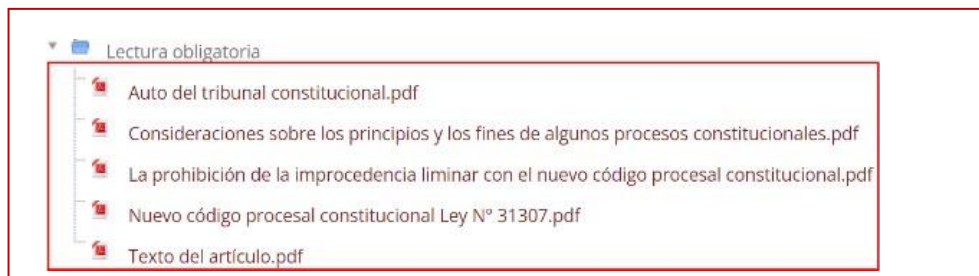 Lectura obligatoria
Auto del tribunal constitucional.pdf
Consideraciones sobre los principios y los fines de algunos procesos constitucionales.pdf
La prohibición de la improcedencia liminar con el nuevo código procesal constitucional.pdf
Nuevo código procesal constitucional Ley N° 31307.pdf
Texto del artículo.pdf